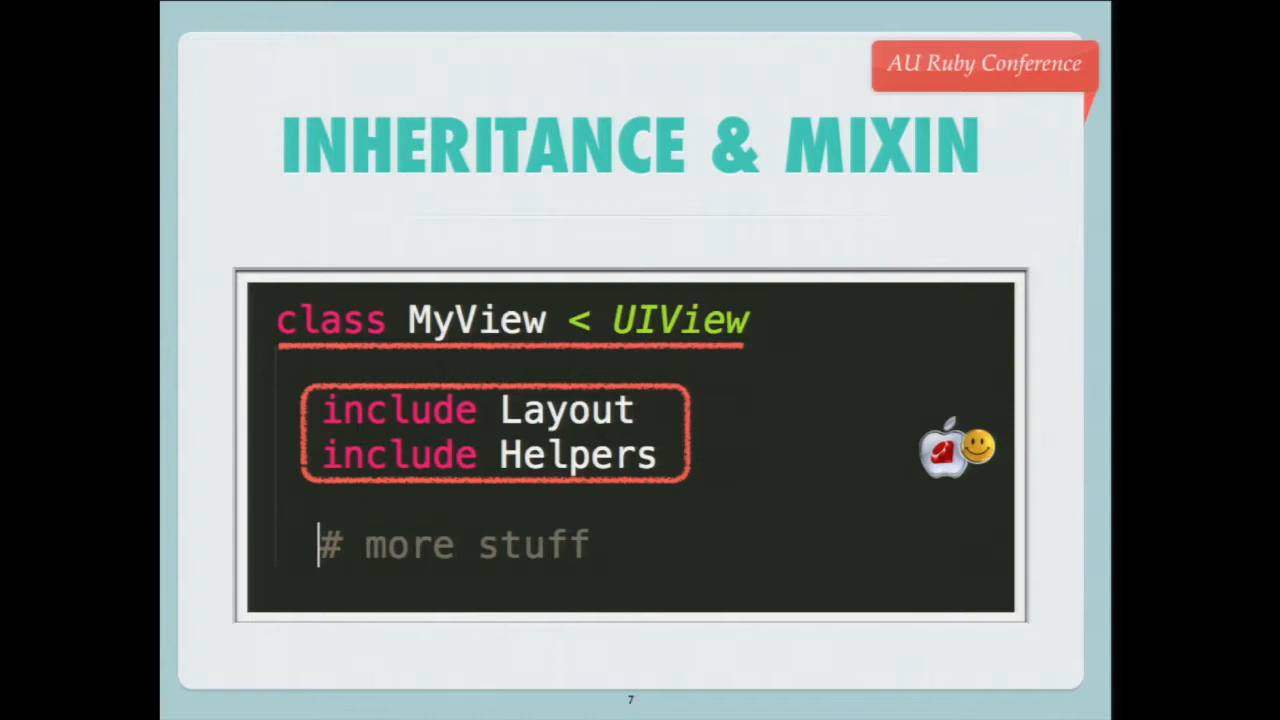 AU Ruby Conference
INHERITANCE & MIXIN
class MyView < UIView
include Layout
include Helpers
# more stuff
7